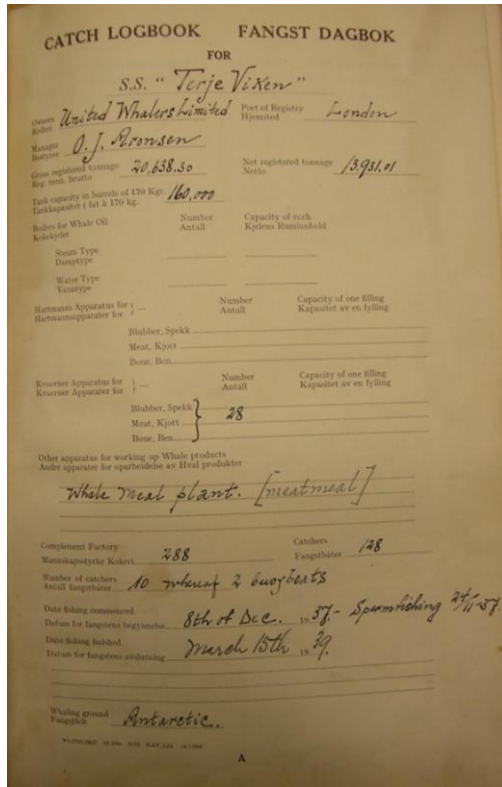 CATCH LOGBOOK FANGST DAGBOK
FOR
S.S. "Terje Viken"
Owners United Whalers Limited Port of Registry London
Redere Hjemsted
Manager O. J. Aronsen
Bestyrer
Gross registered tonnage 20,638.50 Net registered tonnage 13,931.01
Reg. tonn. brutto Netto
Tank capacity in barrels of 170 Kgr. 160,000
Tankkapasitet i fat à 170 kg.
Boilers for Whale Oil Number Capacity of each
Kokekjeler Antall Kjelens Rumindhold
Steam Type
Damptype
Water Type
Vanntype
Hartmann Apparatus for Number Capacity of one filling
Hartmannapparater for Antall Kapasitet av en fylling
Blubber, Spekk
Meat, Kjott
Bone, Ben
Kvaerner Apparatus for Number Capacity of one filling
Kvaerner Apparater for Antall Kapasitet av en fylling
Blubber, Spekk
Meat, Kjott 28
Bone, Ben
Other apparatus for working up Whale products
Andre apparater for oparbeidelse av Hval produkter
Whale meal plant. [meatmeal]
Complement Factory 288 Catchers 128
Mannskapsstyrke Kokeri Fangstbåter
Number of catchers 10 whereof 2 buoyboats
Antall fangstbåter
Date fishing commenced 8th of Dec. 1937 - Spermfishing 24/11-37.
Datum for fangstens begynnelse
Date fishing finished March 15th 1939.
Datum for fangstens avslutning
Whaling ground Antarctic.
Fangstfelt
A